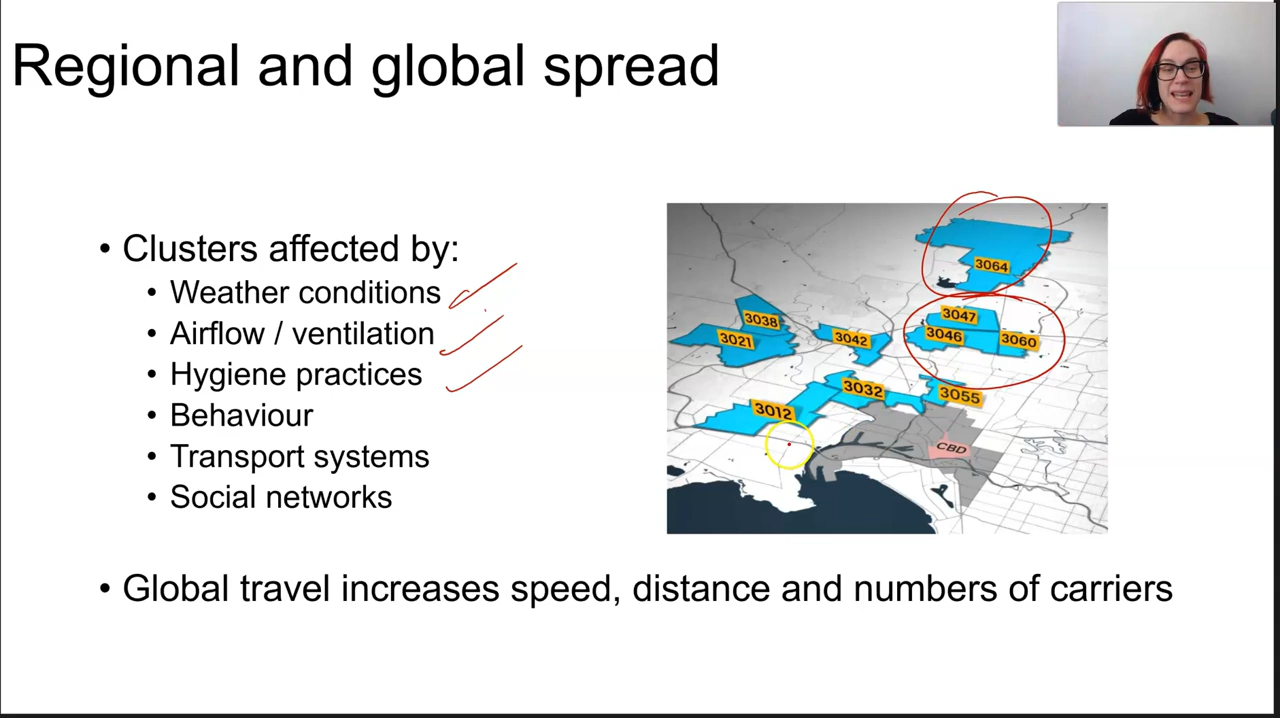 Regional and global spread
• Clusters affected by:
• Weather conditions
• Airflow / ventilation
• Hygiene practices
• Behaviour
• Transport systems
• Social networks
3064
3047
3038
3046
3060
3021
3042
3032
3055
3012
CBD
• Global travel increases speed, distance and numbers of carriers